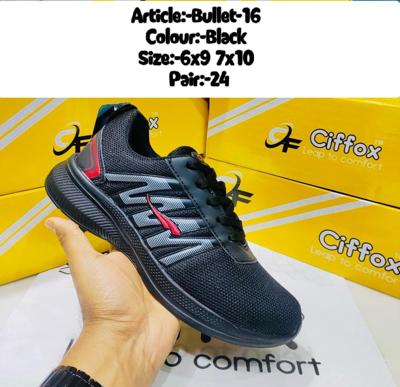 Article:-Bullet-16
Colour:-Black
Size:-6x9 7x10
Pair:-24
Ciffox
Leap to comfort
Ciffox
Leap to comfort
to comfort